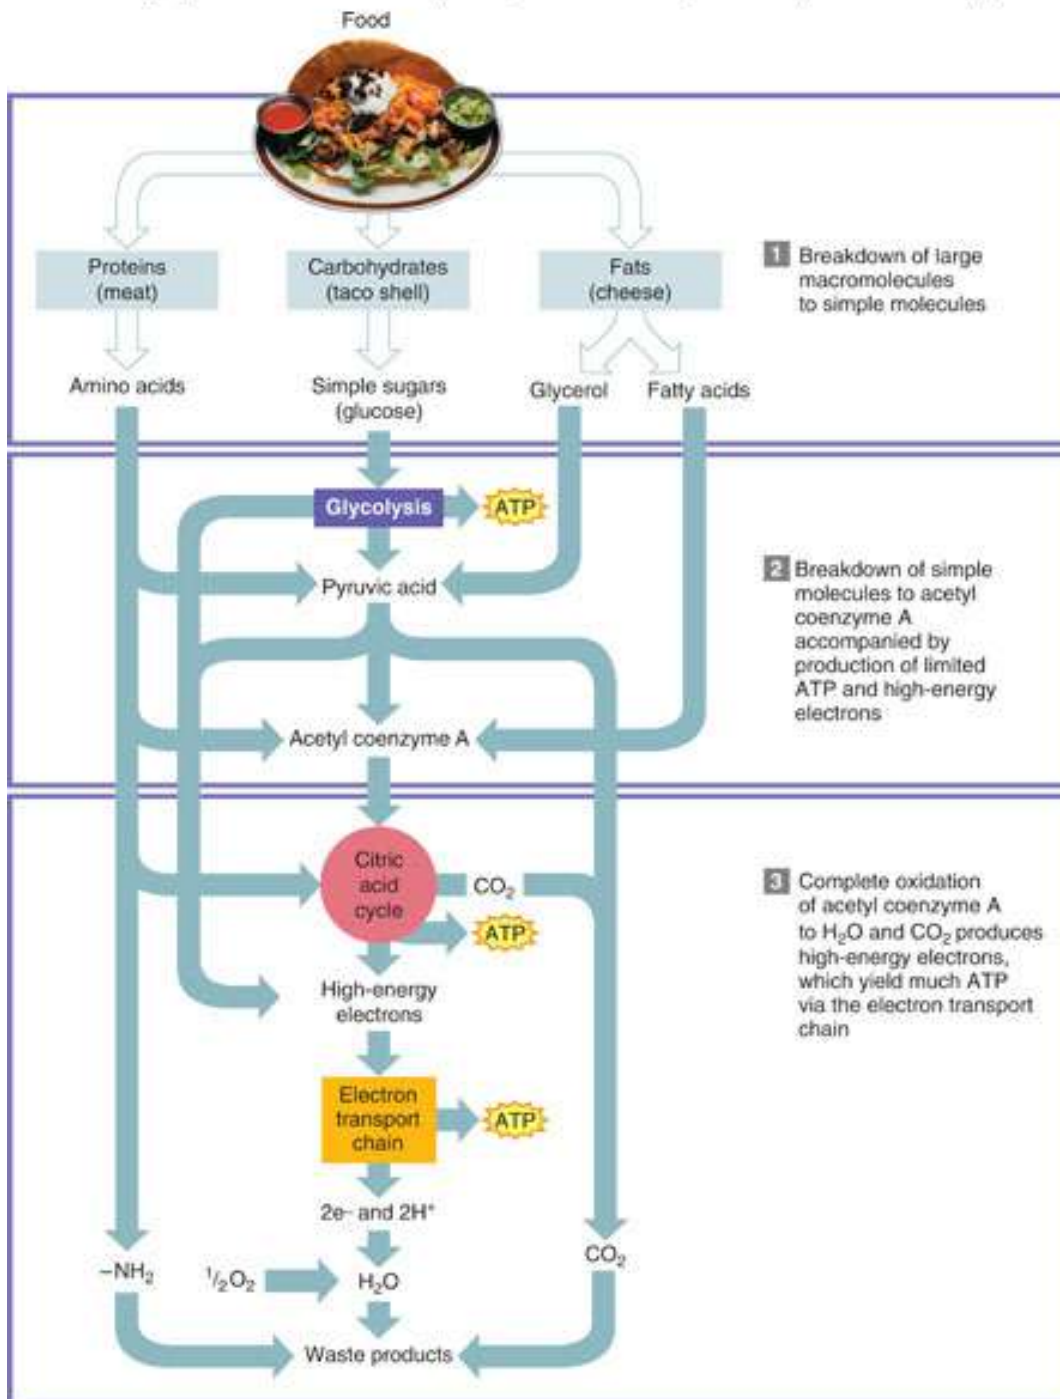 Food
Proteins
(meat)
Carbohydrates
(taco shell)
Fats
(cheese)
1 Breakdown of large
macromolecules
to simple molecules
Amino acids
Simple sugars
(glucose)
Glycerol
Fatty acids
Glycolysis
ATP
Pyruvic acid
2 Breakdown of simple
molecules to acetyl
coenzyme A
accompanied by
production of limited
ATP and high-energy
electrons
Acetyl coenzyme A
Citric
acid
cycle
CO₂
ATP
3 Complete oxidation
of acetyl coenzyme A
to H₂O and CO₂ produces
high-energy electrons,
which yield much ATP
via the electron transport
chain
High-energy
electrons
Electron
transport
chain
ATP
2e⁻ and 2H⁺
–NH₂
½O₂
H₂O
CO₂
Waste products